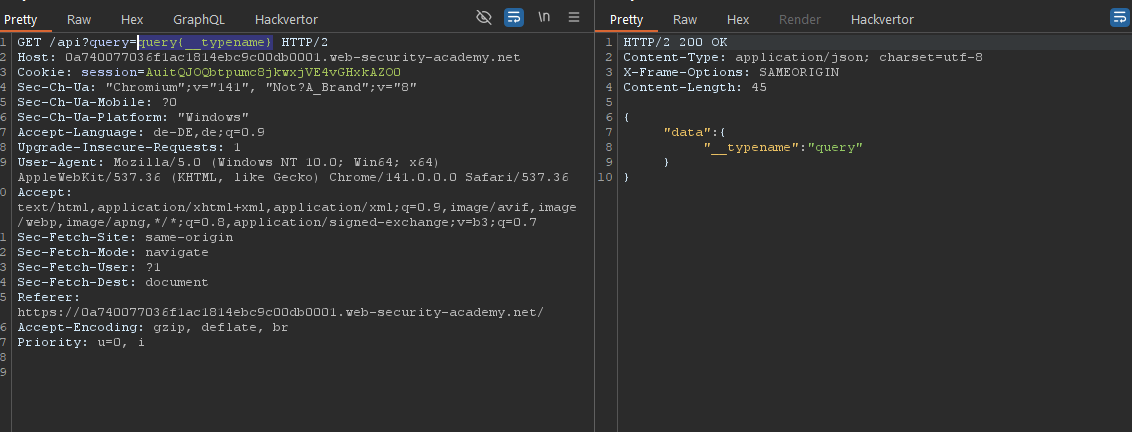 Pretty Raw Hex GraphQL Hackvertor \n
1 GET /api?query=query{__typename} HTTP/2
2 Host: 0a740077036f1ac1814ebc9c00db0001.web-security-academy.net
3 Cookie: session=AuitQJOQbtpumc8jkwxjVE4vGHxkAZOO
4 Sec-Ch-Ua: "Chromium";v="141", "Not?A_Brand";v="8"
5 Sec-Ch-Ua-Mobile: ?0
6 Sec-Ch-Ua-Platform: "Windows"
7 Accept-Language: de-DE,de;q=0.9
8 Upgrade-Insecure-Requests: 1
9 User-Agent: Mozilla/5.0 (Windows NT 10.0; Win64; x64)
AppleWebKit/537.36 (KHTML, like Gecko) Chrome/141.0.0.0 Safari/537.36
0 Accept:
text/html,application/xhtml+xml,application/xml;q=0.9,image/avif,image
/webp,image/apng,*/*;q=0.8,application/signed-exchange;v=b3;q=0.7
1 Sec-Fetch-Site: same-origin
2 Sec-Fetch-Mode: navigate
3 Sec-Fetch-User: ?1
4 Sec-Fetch-Dest: document
5 Referer:
https://0a740077036f1ac1814ebc9c00db0001.web-security-academy.net/
6 Accept-Encoding: gzip, deflate, br
7 Priority: u=0, i
8
9
Pretty Raw Hex Render Hackvertor
1 HTTP/2 200 OK
2 Content-Type: application/json; charset=utf-8
3 X-Frame-Options: SAMEORIGIN
4 Content-Length: 45
5
6 {
7 "data":{
8 "__typename":"query"
9 }
10 }